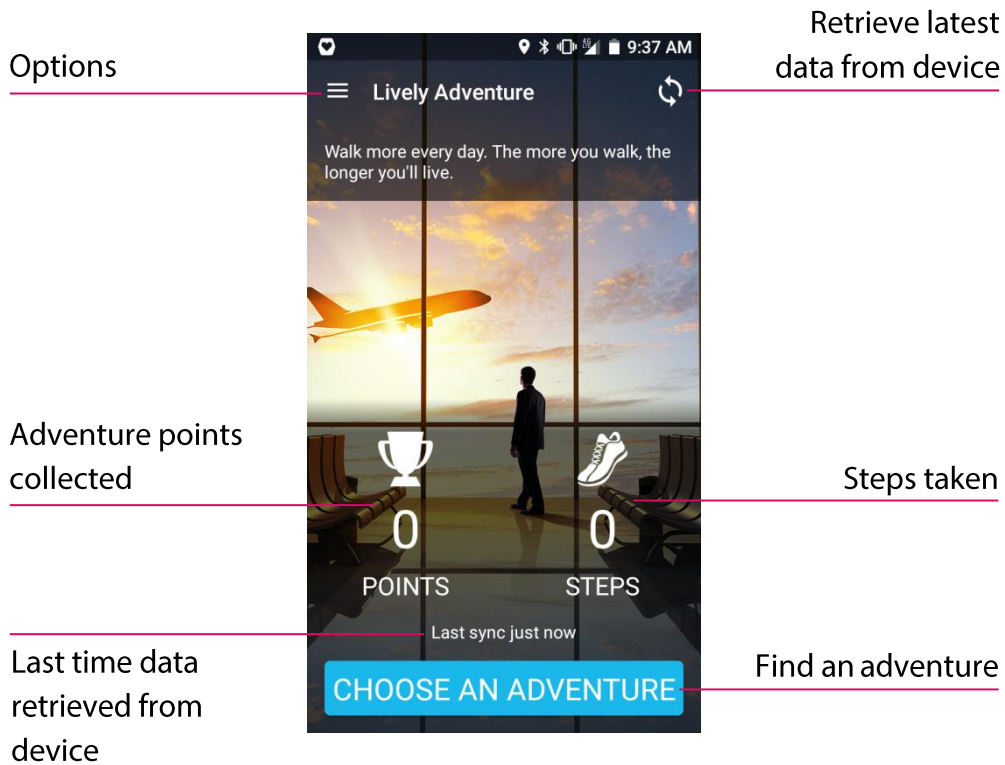 Options
Retrieve latest
data from device
4G
LTE
9:37 AM
Lively Adventure
Walk more every day. The more you walk, the
longer you'll live.
Adventure points
collected
Steps taken
0
0
POINTS
STEPS
Last sync just now
Last time data
retrieved from
device
CHOOSE AN ADVENTURE
Find an adventure